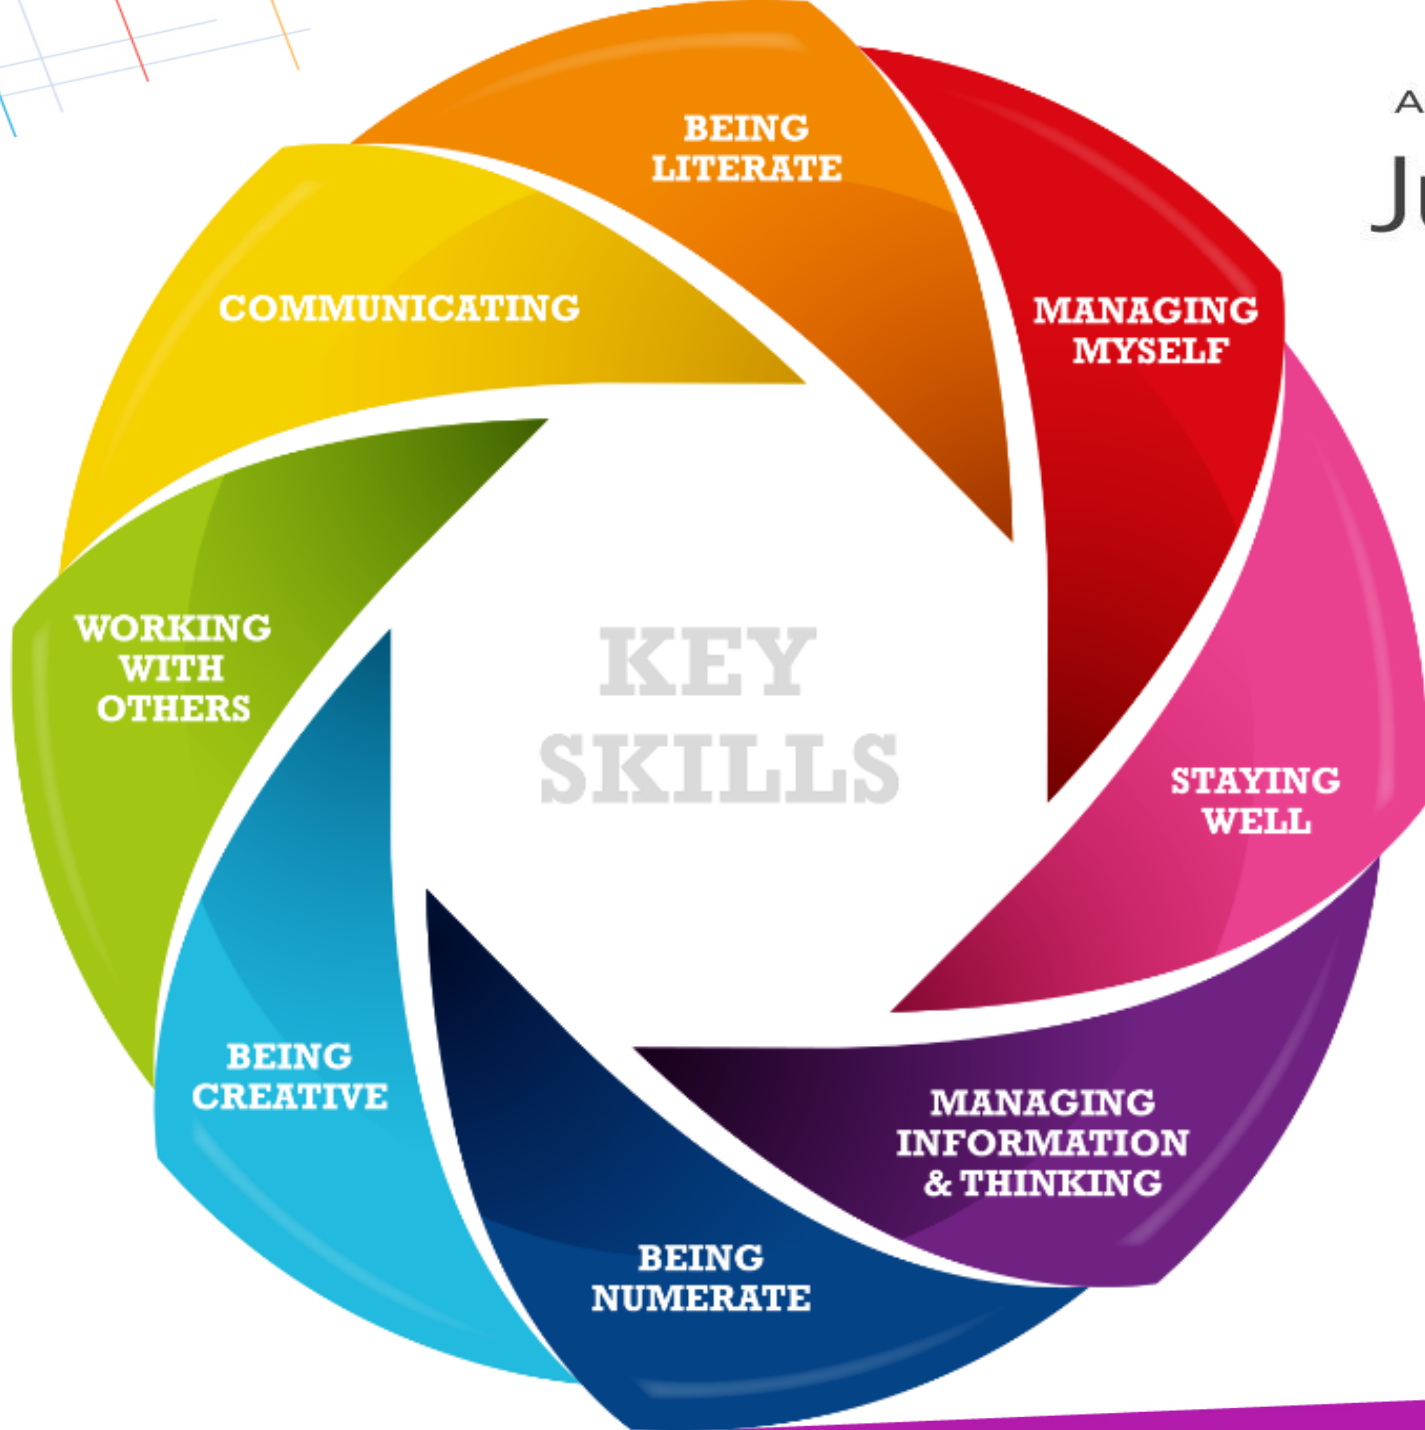 BEING
LITERATE
MANAGING
MYSELF
STAYING
WELL
MANAGING
INFORMATION
& THINKING
BEING
NUMERATE
BEING
CREATIVE
WORKING
WITH
OTHERS
COMMUNICATING
KEY
SKILLS